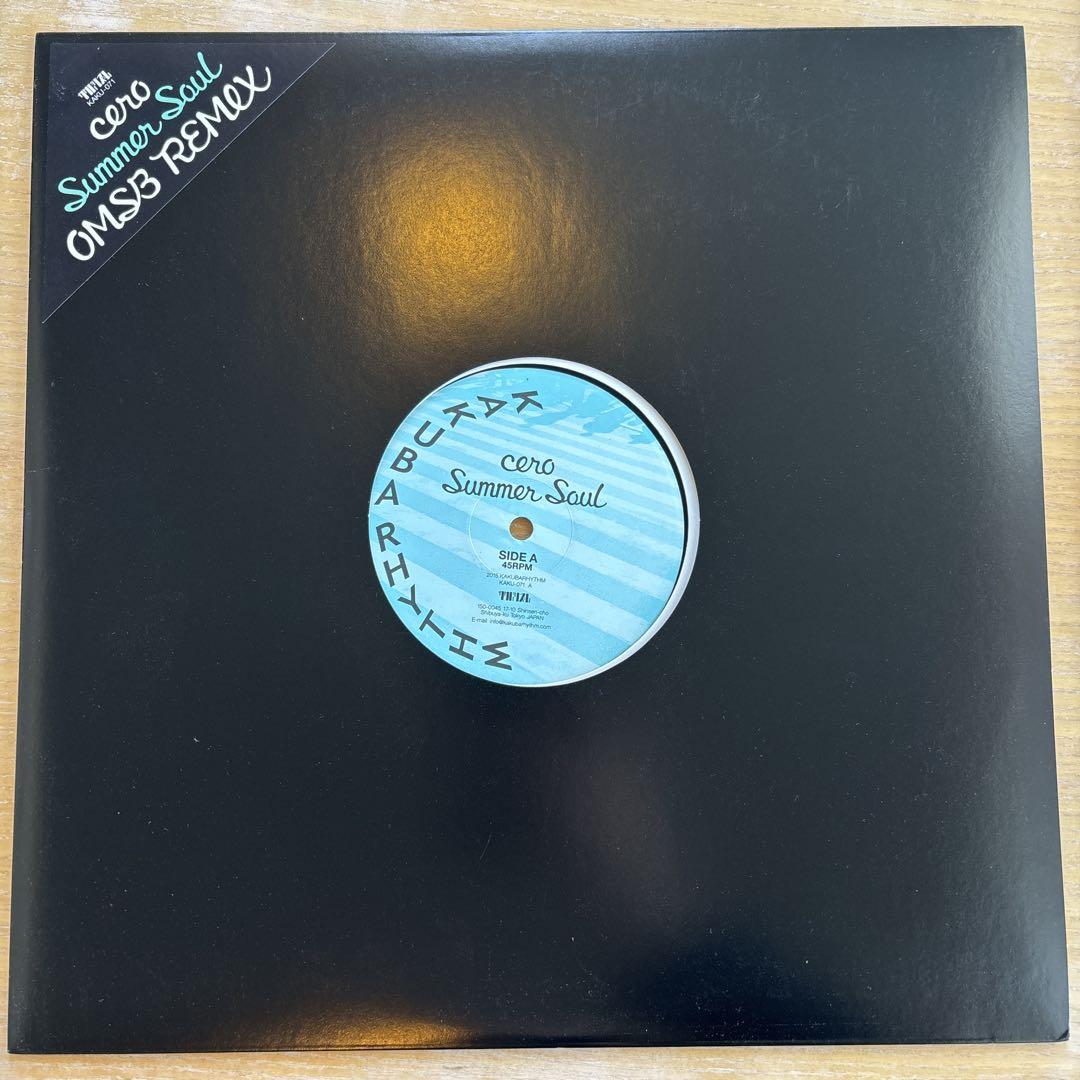 KAKU-071
cero
Summer Soul
OMSB REMIX
KAKUBARHYTHM
cero
Summer Soul
SIDE A
45RPM
2015 KAKUBARHYTHM
KAKU-071 A
150-0045 17-10 Shinsen-cho
Shibuya-ku Tokyo JAPAN
E-mail info@kakubarhythm.com